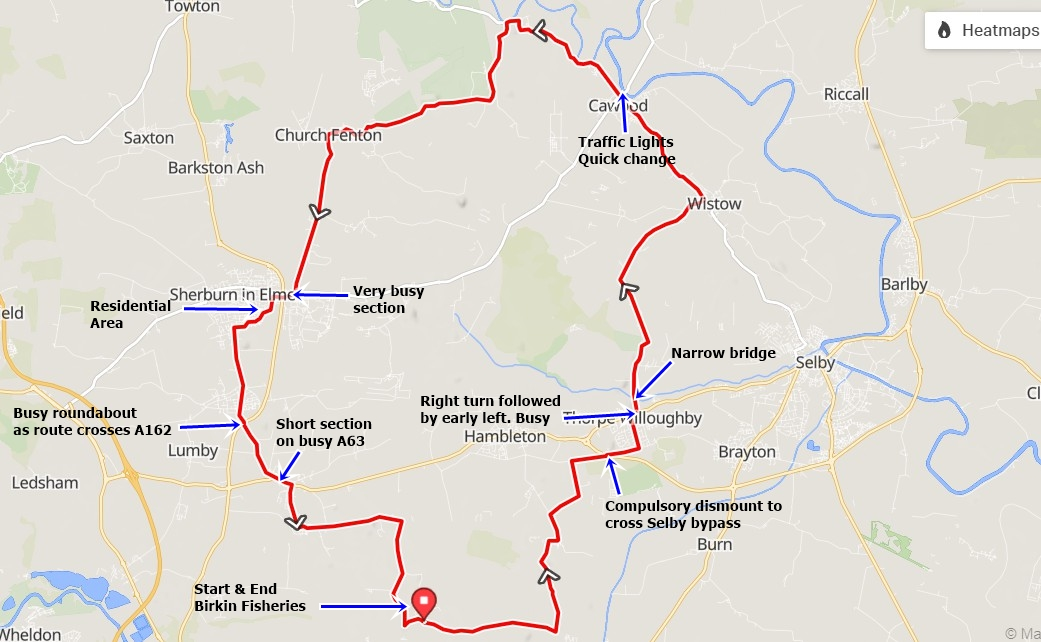 Towton
Heatmaps
Riccall
Cawood
Church Fenton
Saxton
Traffic Lights
Quick change
Barkston Ash
Wistow
Barlby
Very busy
section
Sherburn in Elme
Residential
Area
eld
Narrow bridge
Selby
Right turn followed
by early left. Busy
Thorpe Willoughby
Hambleton
Busy roundabout
as route crosses A162
Short section
on busy A63
Lumby
Brayton
Ledsham
Compulsory dismount to
cross Selby bypass
Burn
Start & End
Birkin Fisheries
Wheldon
© Ma